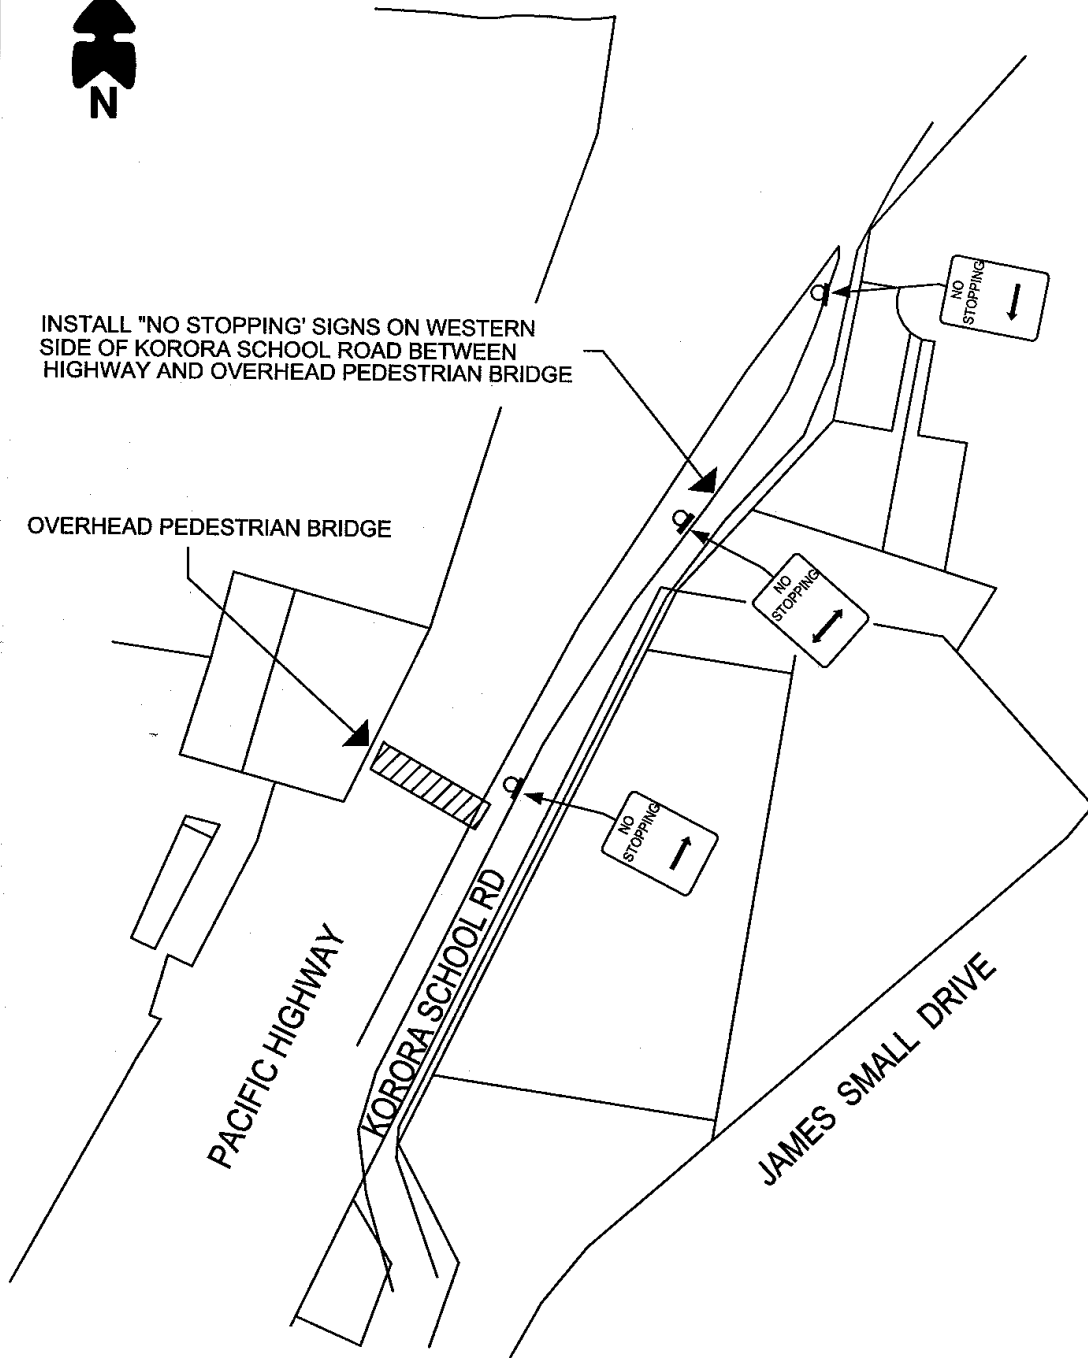 N
INSTALL "NO STOPPING' SIGNS ON WESTERN
SIDE OF KORORA SCHOOL ROAD BETWEEN
HIGHWAY AND OVERHEAD PEDESTRIAN BRIDGE
NO
STOPPING
OVERHEAD PEDESTRIAN BRIDGE
NO
STOPPING
NO
STOPPING
KORORA SCHOOL RD
PACIFIC HIGHWAY
JAMES SMALL DRIVE